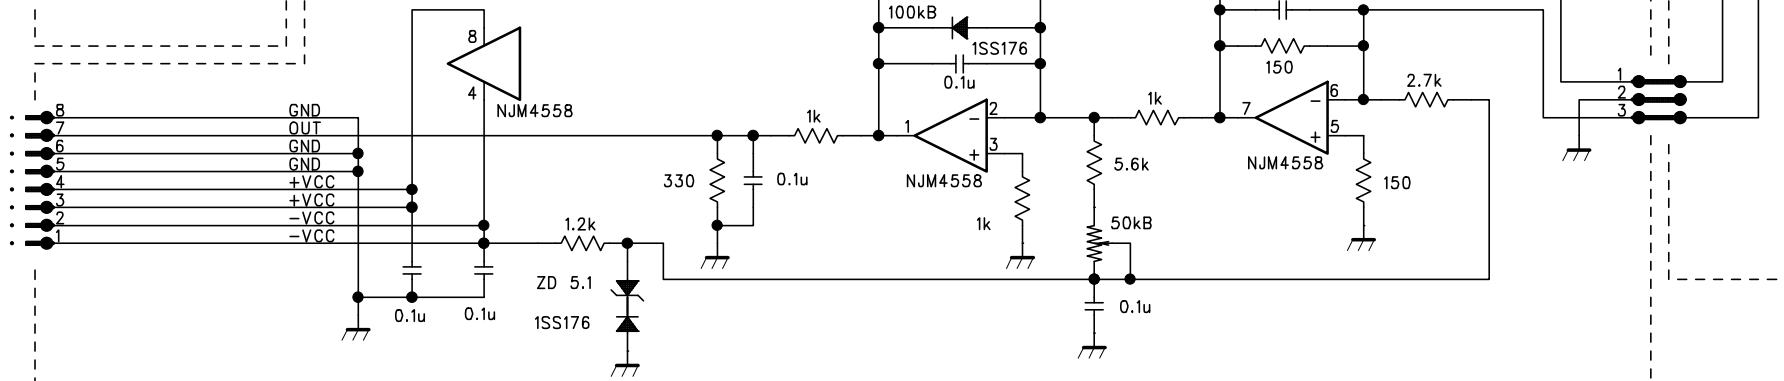 100kB
1SS176
0.1u
150
8
4
NJM4558
2.7k
1
2
3
8 GND
7 OUT
6 GND
5 GND
4 +VCC
3 +VCC
2 -VCC
1 -VCC
1k
1
2
-
+
3
NJM4558
1k
7
6
-
+
5
NJM4558
330
0.1u
1k
5.6k
50kB
150
1.2k
ZD 5.1
1SS176
0.1u
0.1u
0.1u